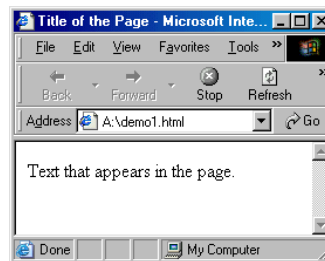 Title of the Page - Microsoft Inte...
File Edit View Favorites Tools »
Back Forward Stop Refresh »
Address A:\demo1.html Go
Text that appears in the page.
Done My Computer